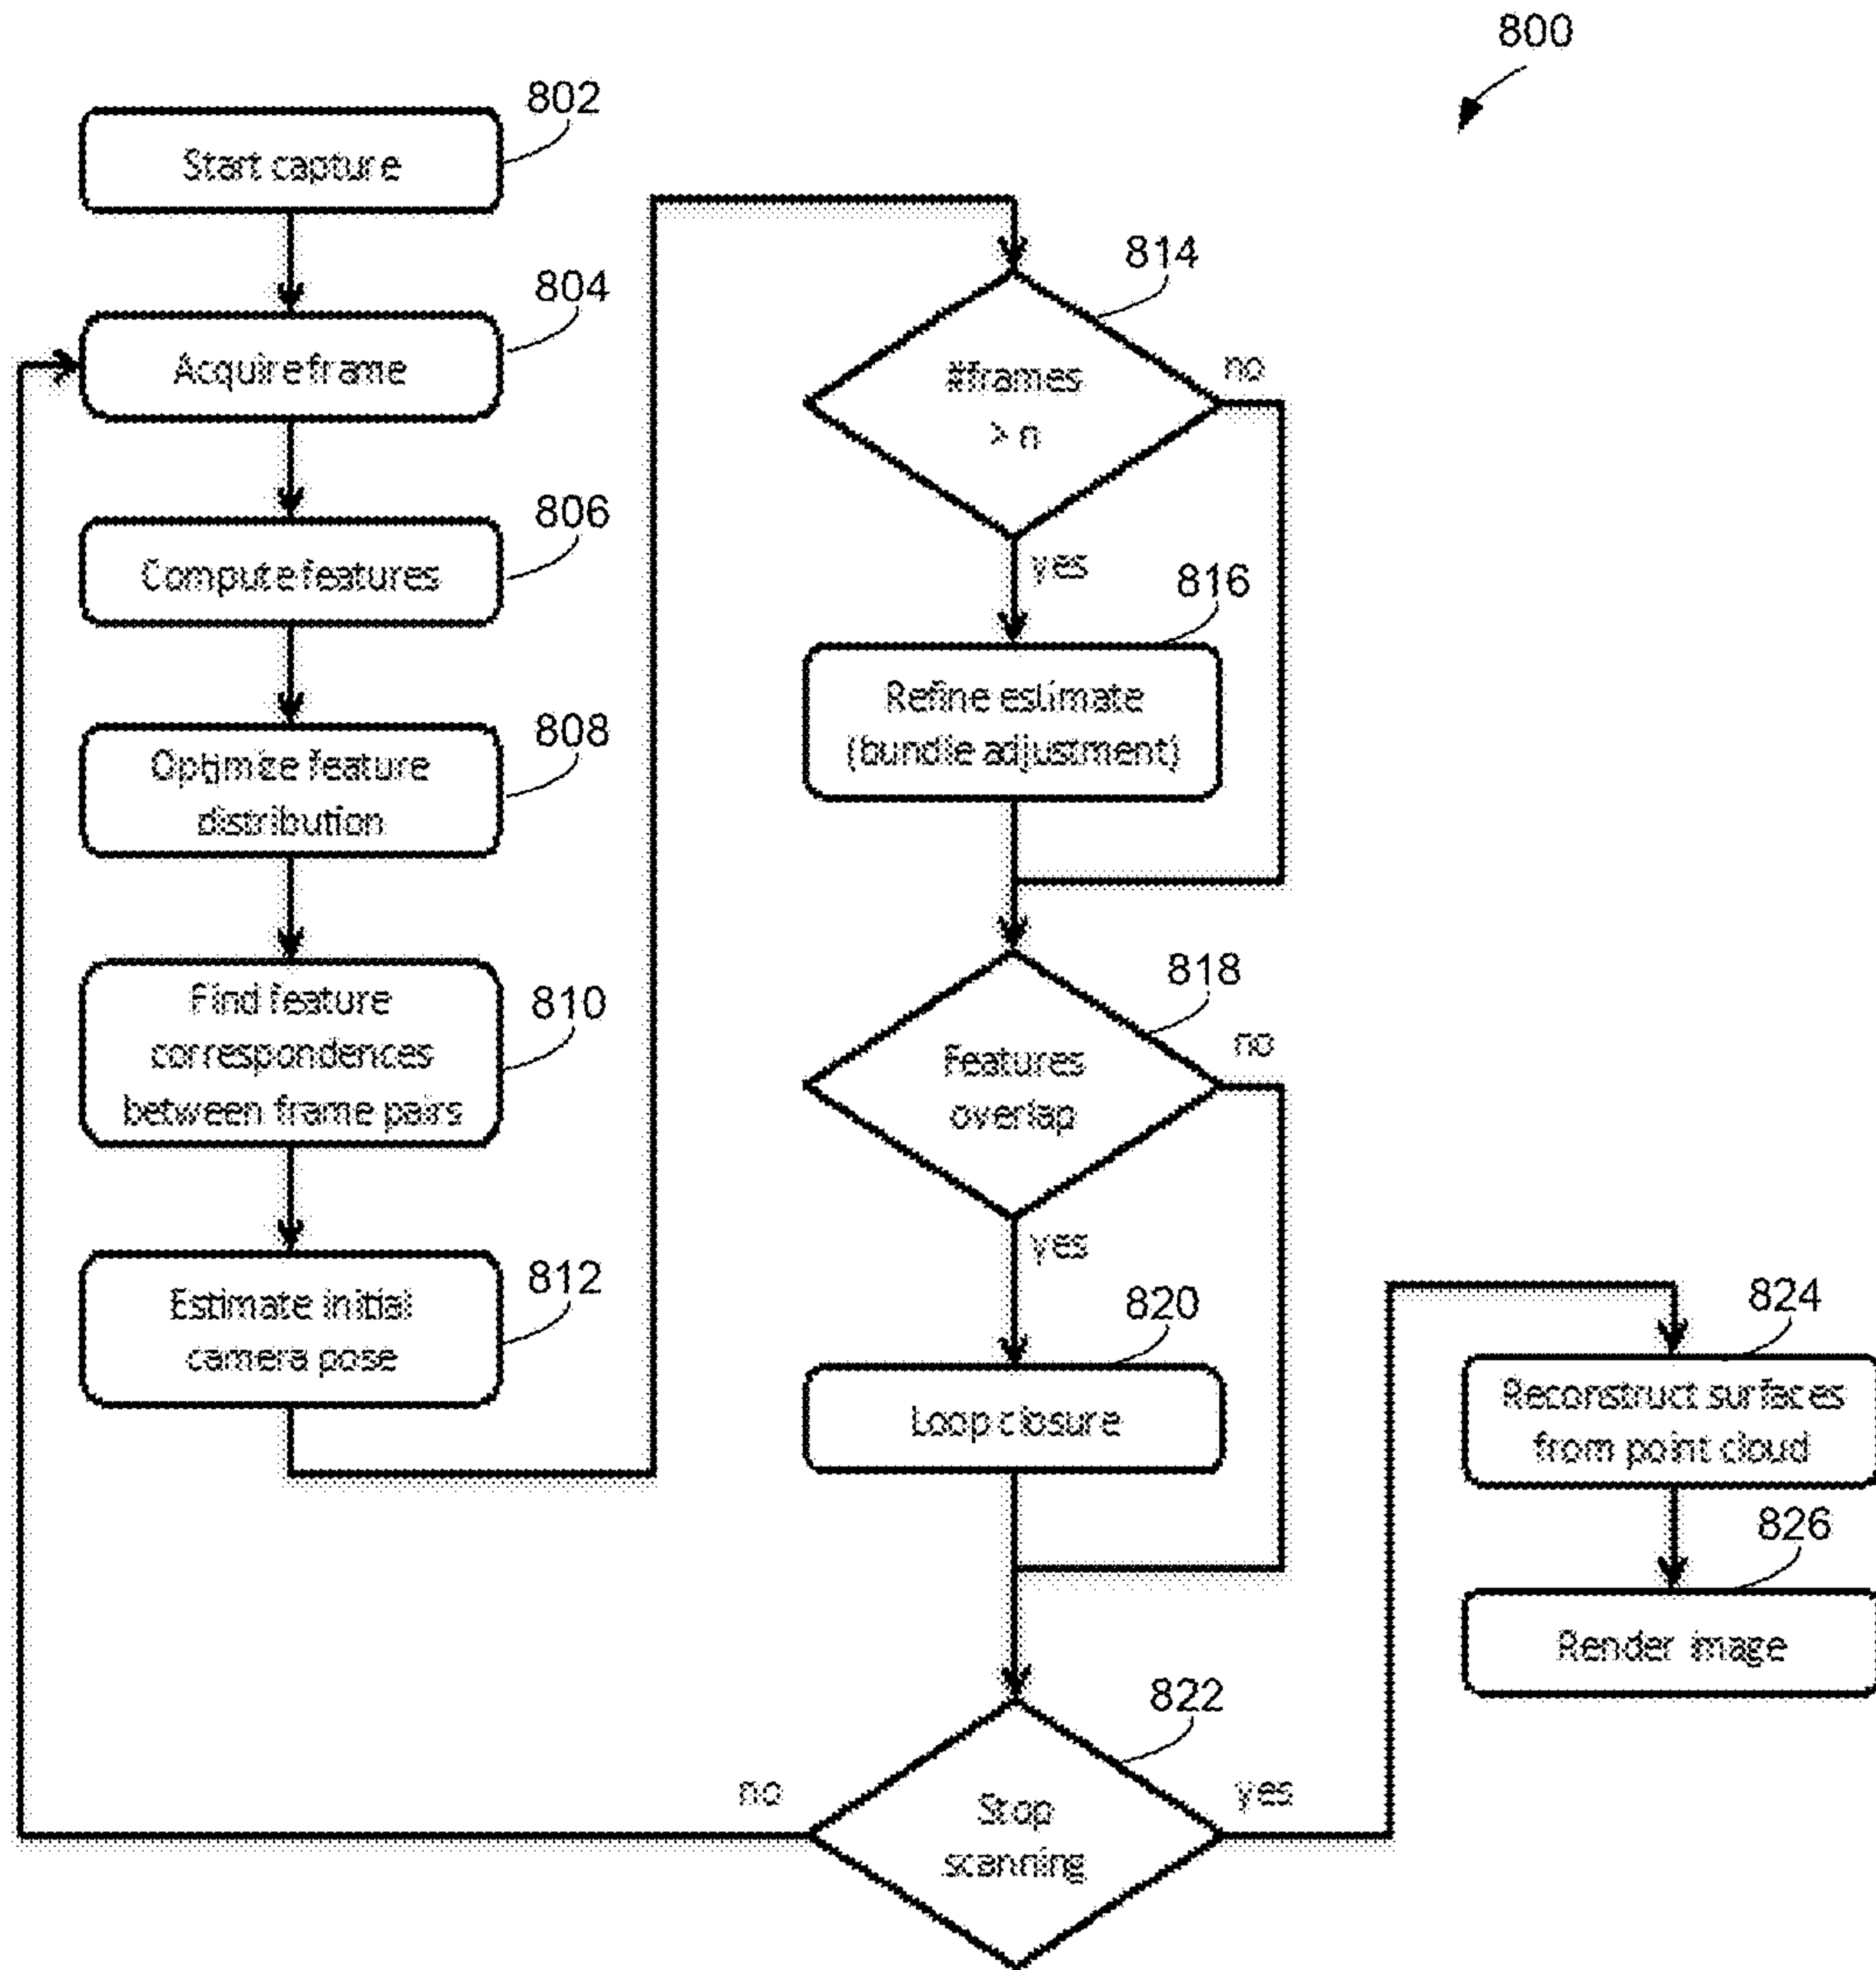 800
802
Start capture
804
Acquire frame
806
Compute features
808
Optimize feature
distribution
810
Find feature
correspondences
between frame pairs
812
Estimate initial
camera pose
814
#frames
> n
no
yes
816
Refine estimate
(bundle adjustment)
818
Features
overlap
no
yes
820
Loop closure
822
Stop
scanning
no
yes
824
Reconstruct surfaces
from point cloud
826
Render image